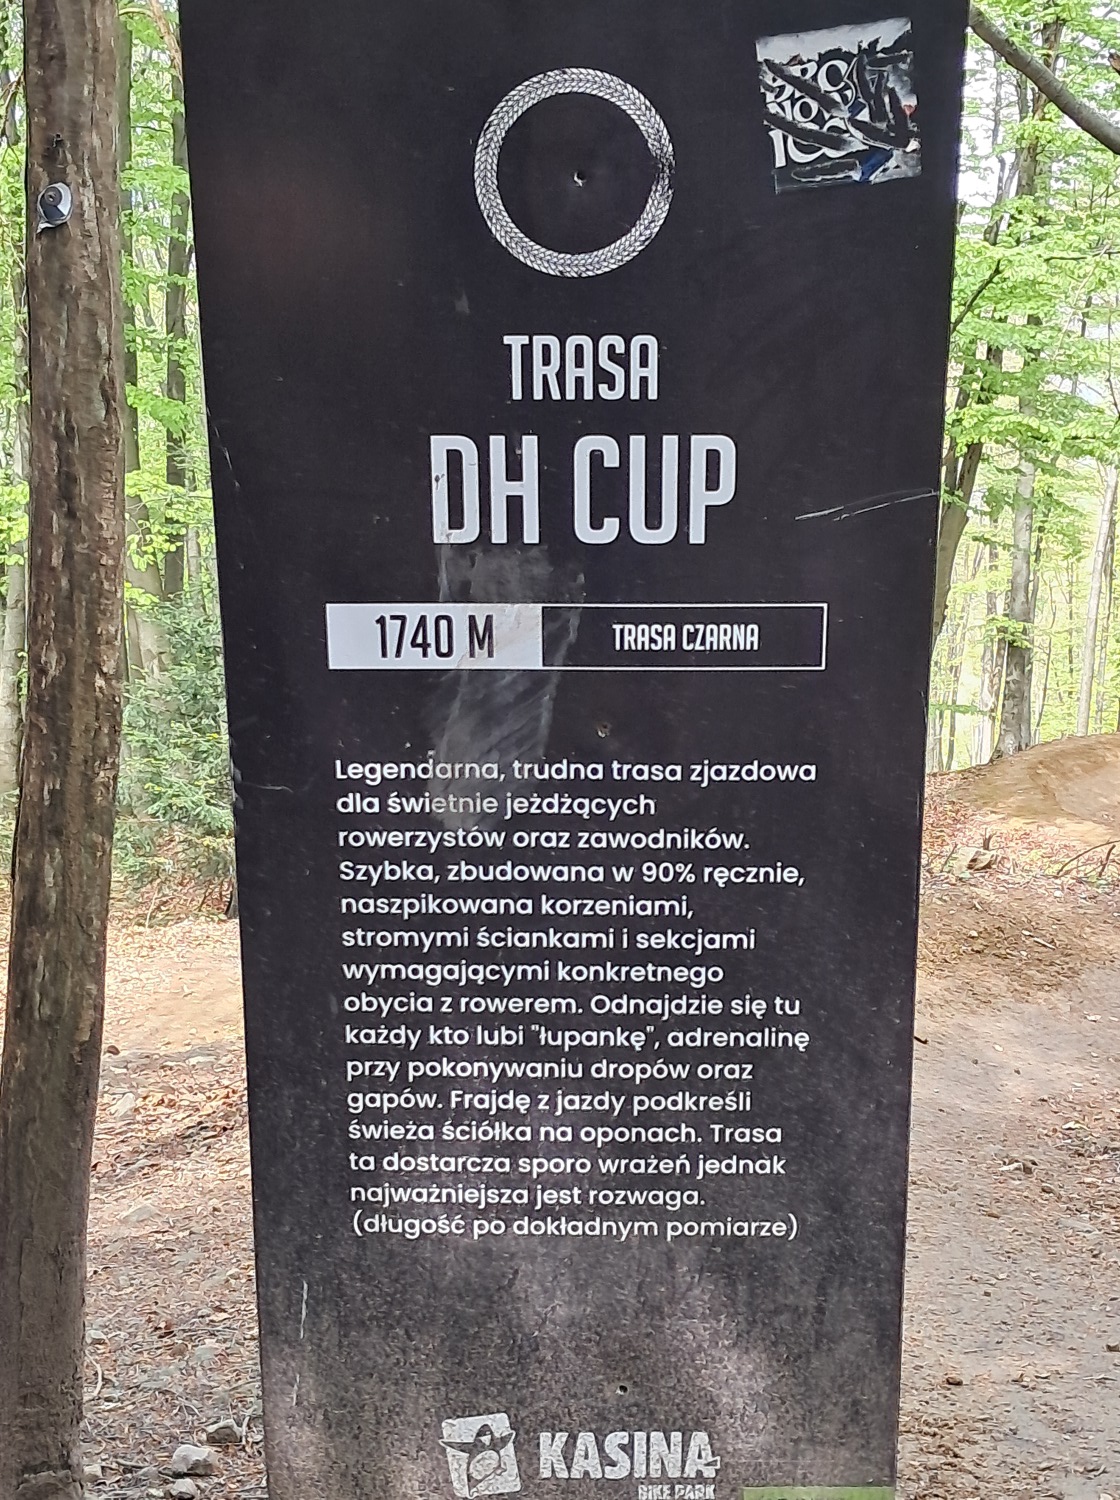 TRASA
DH CUP
1740 M
TRASA CZARNA
Legendarna, trudna trasa zjazdowa
dla świetnie jeżdżących
rowerzystów oraz zawodników.
Szybka, zbudowana w 90% ręcznie,
naszpikowana korzeniami,
stromymi ściankami i sekcjami
wymagającymi konkretnego
obycia z rowerem. Odnajdzie się tu
każdy kto lubi "łupankę", adrenalinę
przy pokonywaniu dropów oraz
gapów. Frajdę z jazdy podkreśli
świeża ściółka na oponach. Trasa
ta dostarcza sporo wrażeń jednak
najważniejsza jest rozwaga.
(długość po dokładnym pomiarze)
KASINA
BIKE PARK